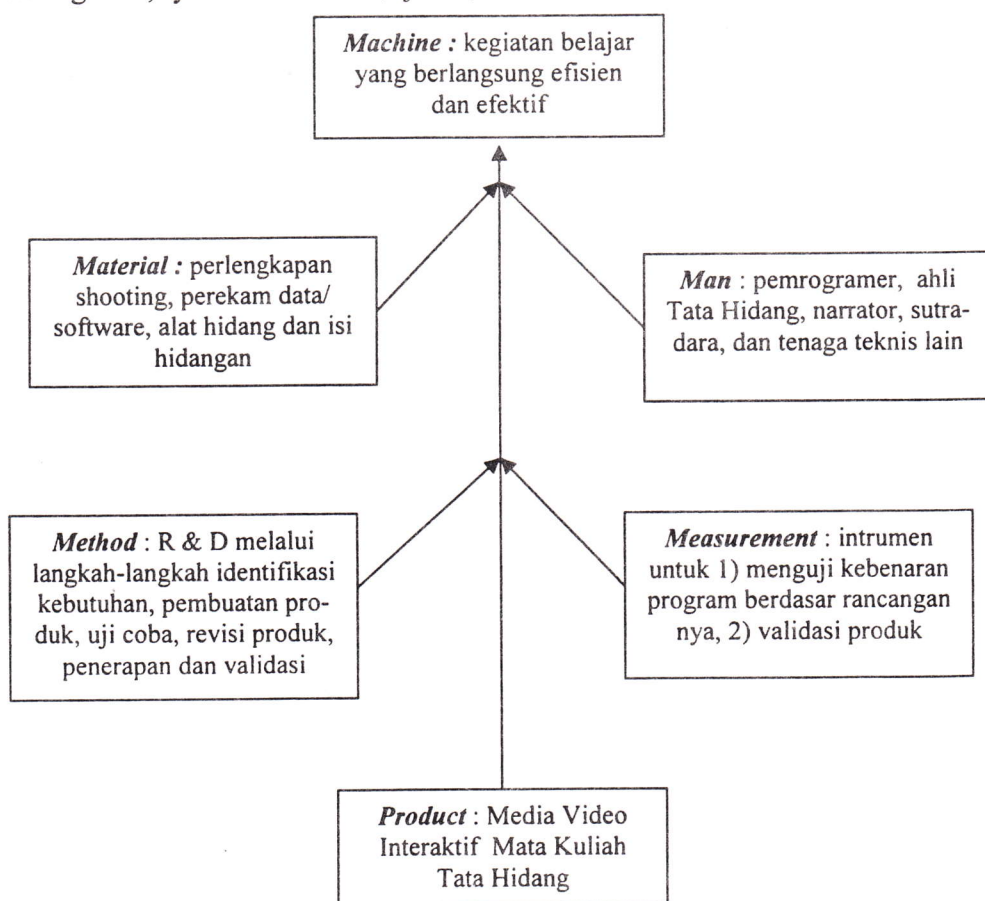 Machine : kegiatan belajar
yang berlangsung efisien
dan efektif
Material : perlengkapan
shooting, perekam data/
software, alat hidang dan isi
hidangan
Man : pemrogramer, ahli
Tata Hidang, narrator, sutra-
dara, dan tenaga teknis lain
Method : R & D melalui
langkah-langkah identifikasi
kebutuhan, pembuatan pro-
duk, uji coba, revisi produk,
penerapan dan validasi
Measurement : intrumen
untuk 1) menguji kebenaran
program berdasar rancangan
nya, 2) validasi produk
Product : Media Video
Interaktif Mata Kuliah
Tata Hidang